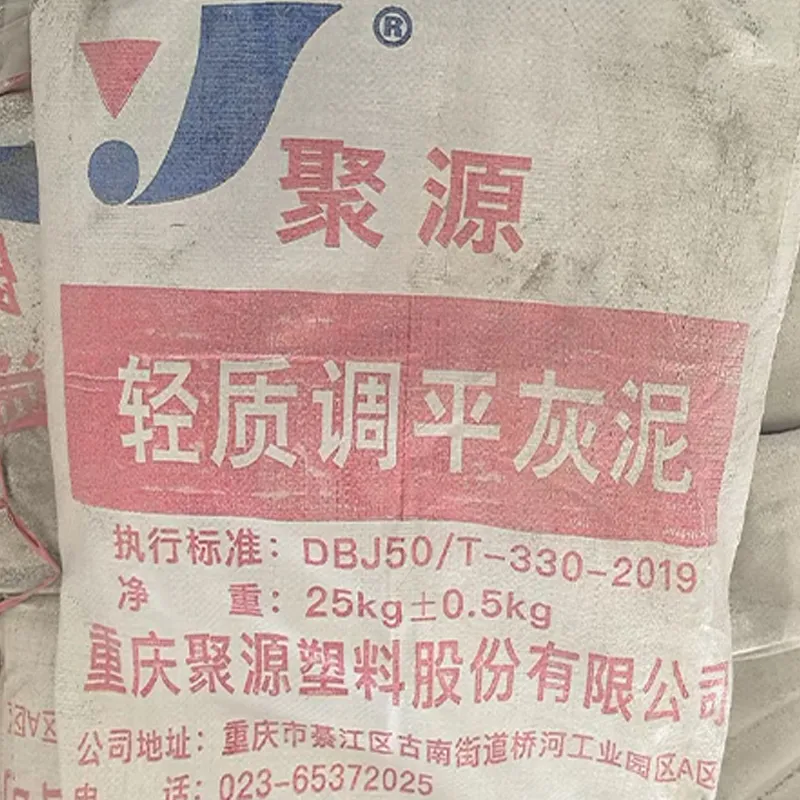 ®
聚源
轻质调平灰泥
执行标准：DBJ50/T-330-2019
净 重：25kg±0.5kg
重庆聚源塑料股份有限公司
公司地址：重庆市綦江区古南街道桥河工业园区A区
电 话：023-65372025